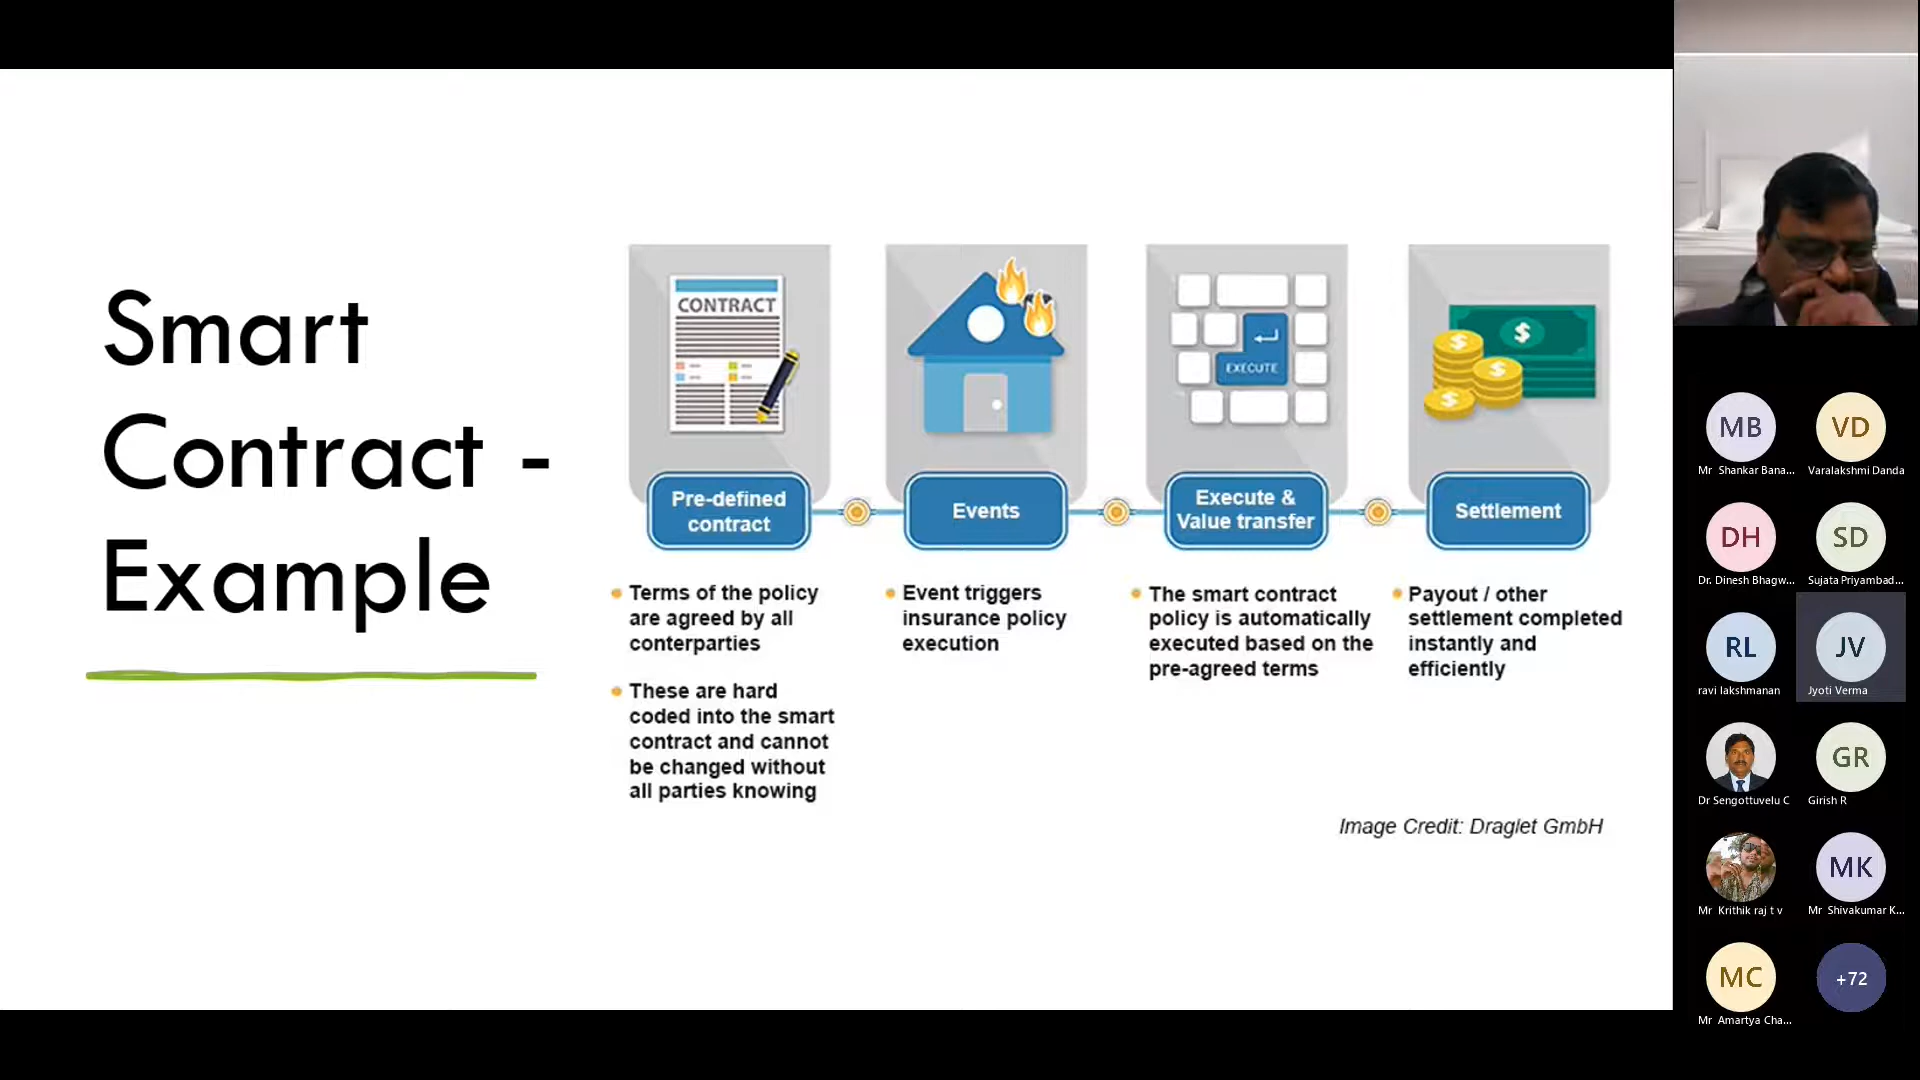 Smart
Contract -
Example
CONTRACT
EXECUTE
$
$
$
$
Pre-defined
contract
Events
Execute &
Value transfer
Settlement
Terms of the policy
are agreed by all
conterparties
These are hard
coded into the smart
contract and cannot
be changed without
all parties knowing
Event triggers
insurance policy
execution
The smart contract
policy is automatically
executed based on the
pre-agreed terms
Payout / other
settlement completed
instantly and
efficiently
Image Credit: Draglet GmbH
MB
Mr Shankar Bana...
VD
Varalakshmi Danda
DH
Dr. Dinesh Bhagw...
SD
Sujata Priyambad...
RL
ravi lakshmanan
JV
Jyoti Verma
Dr Sengottuvelu C
GR
Girish R
Mr Krithik raj t v
MK
Mr Shivakumar K...
MC
Mr Amartya Cha...
+72